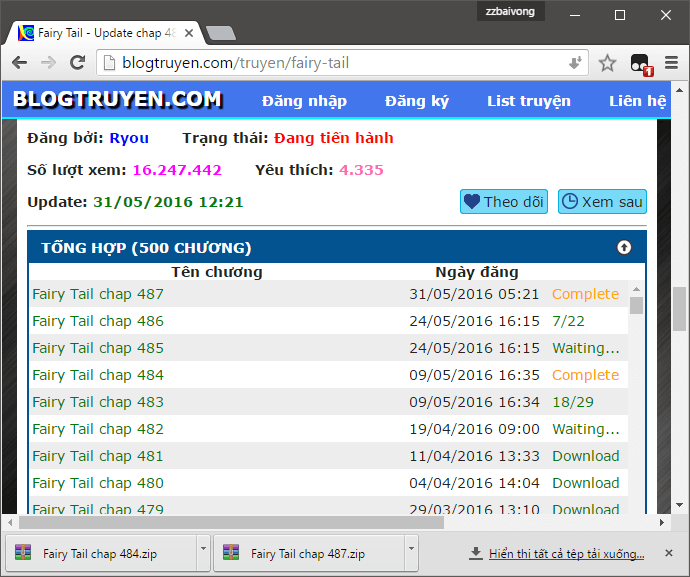 zzbaivong
Fairy Tail - Update chap 48
blogtruyen.com/truyen/fairy-tail
1
BLOGTRUYEN.COM Đăng nhập Đăng ký List truyện Liên hệ
Đăng bởi: Ryou Trạng thái: Đang tiến hành
Số lượt xem: 16.247.442 Yêu thích: 4.335
Update: 31/05/2016 12:21 Theo dõi Xem sau
TỔNG HỢP (500 CHƯƠNG)
Tên chương Ngày đăng
Fairy Tail chap 487 31/05/2016 05:21 Complete
Fairy Tail chap 486 24/05/2016 16:15 7/22
Fairy Tail chap 485 24/05/2016 16:15 Waiting...
Fairy Tail chap 484 09/05/2016 16:35 Complete
Fairy Tail chap 483 09/05/2016 16:34 18/29
Fairy Tail chap 482 19/04/2016 09:00 Waiting...
Fairy Tail chap 481 11/04/2016 13:33 Download
Fairy Tail chap 480 04/04/2016 14:04 Download
Fairy Tail chap 479 29/03/2016 13:10 Download
Fairy Tail chap 484.zip Fairy Tail chap 487.zip Hiển thị tất cả tệp tải xuống...